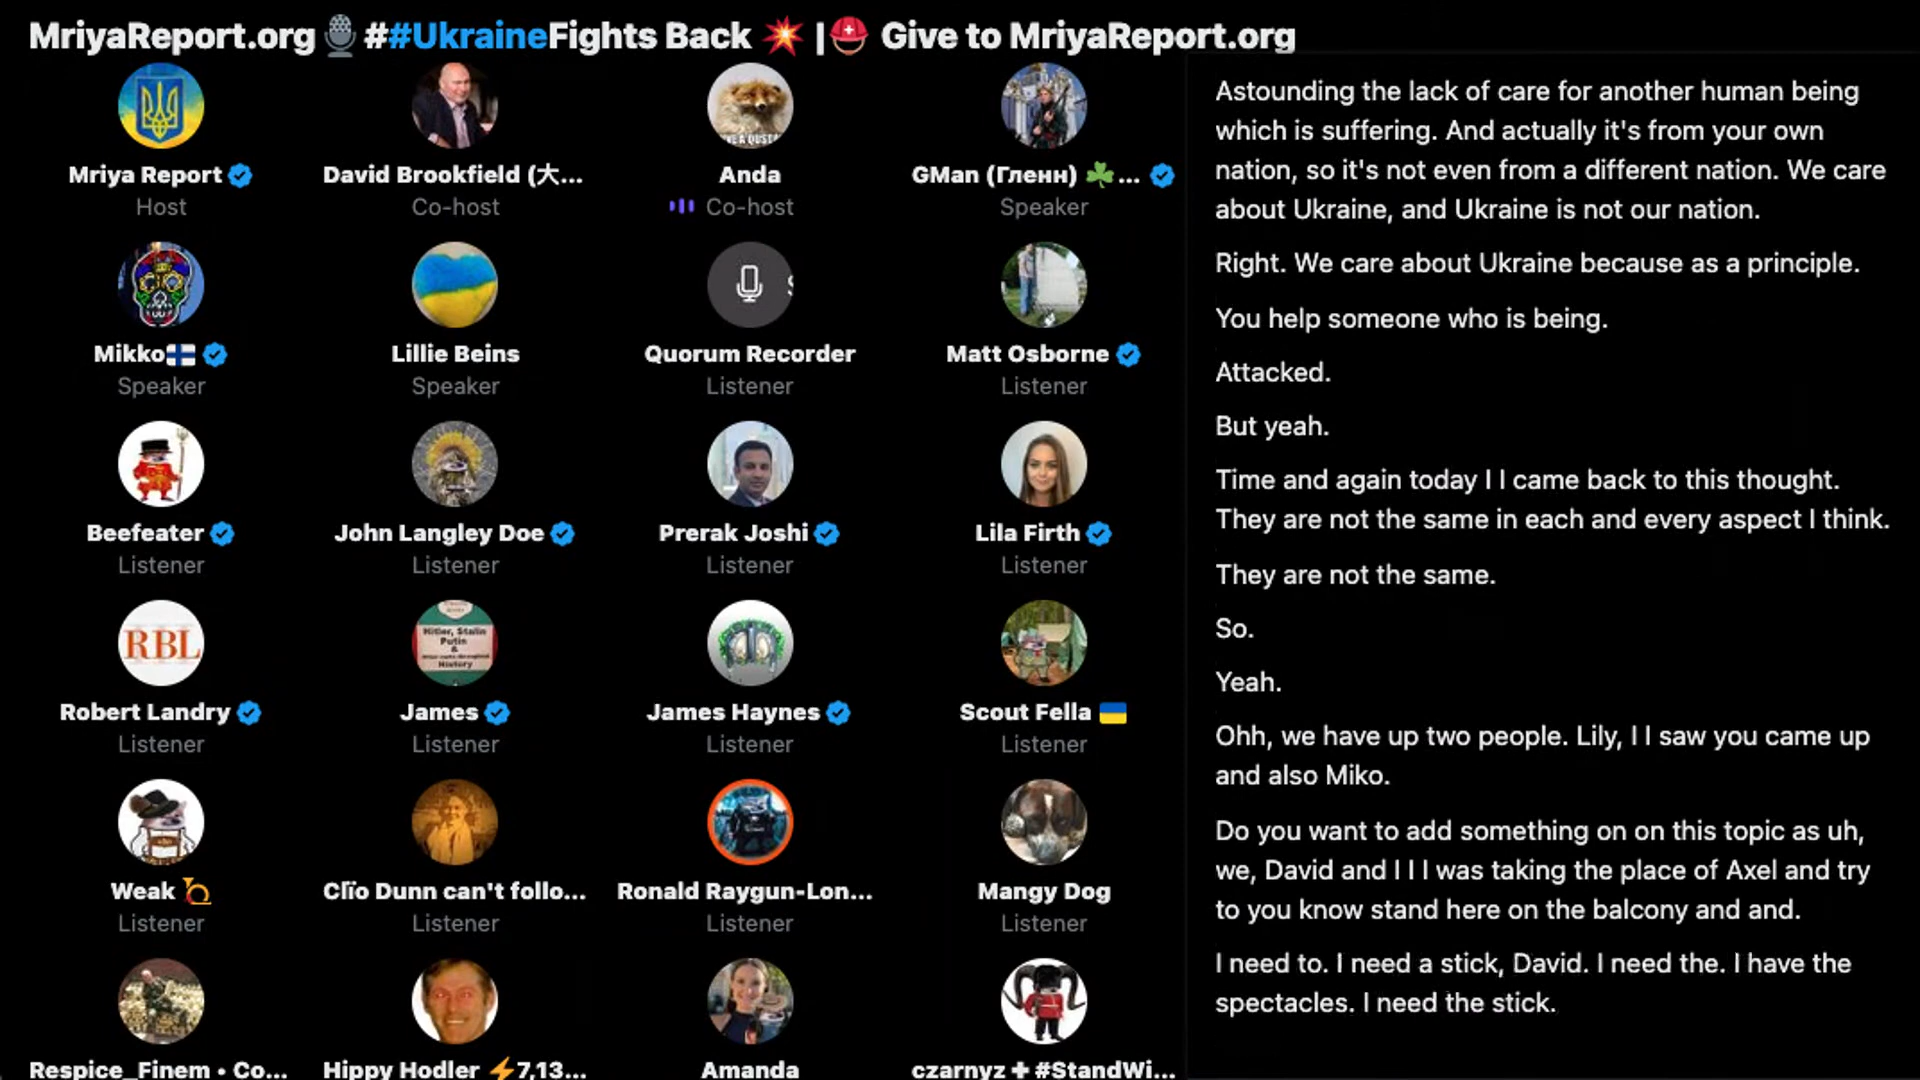 MriyaReport.org🎙️##UkraineFights Back 💥 |⛑️ Give to MriyaReport.org
Mriya Report
Host
David Brookfield (大...
Co-host
Anda
Co-host
GMan (Гленн) ☘️...
Speaker
Mikko🇫🇮
Speaker
Lillie Beins
Speaker
Quorum Recorder
Listener
Matt Osborne
Listener
Beefeater
Listener
John Langley Doe
Listener
Prerak Joshi
Listener
Lila Firth
Listener
RBL
Robert Landry
Listener
Hitler, Stalin
Putin
&
History
James
Listener
James Haynes
Listener
Scout Fella 🇺🇦
Listener
Weak 📯
Listener
Clïo Dunn can't follo...
Listener
Ronald Raygun-Lon...
Listener
Mangy Dog
Listener
Respice_Finem • Co...
Hippy Hodler ⚡7,13...
Amanda
czarnyz ✚ #StandWi...
Astounding the lack of care for another human being
which is suffering. And actually it's from your own
nation, so it's not even from a different nation. We care
about Ukraine, and Ukraine is not our nation.
Right. We care about Ukraine because as a principle.
You help someone who is being.
Attacked.
But yeah.
Time and again today I I came back to this thought.
They are not the same in each and every aspect I think.
They are not the same.
So.
Yeah.
Ohh, we have up two people. Lily, I I saw you came up
and also Miko.
Do you want to add something on on this topic as uh,
we, David and I I I was taking the place of Axel and try
to you know stand here on the balcony and and.
I need to. I need a stick, David. I need the. I have the
spectacles. I need the stick.